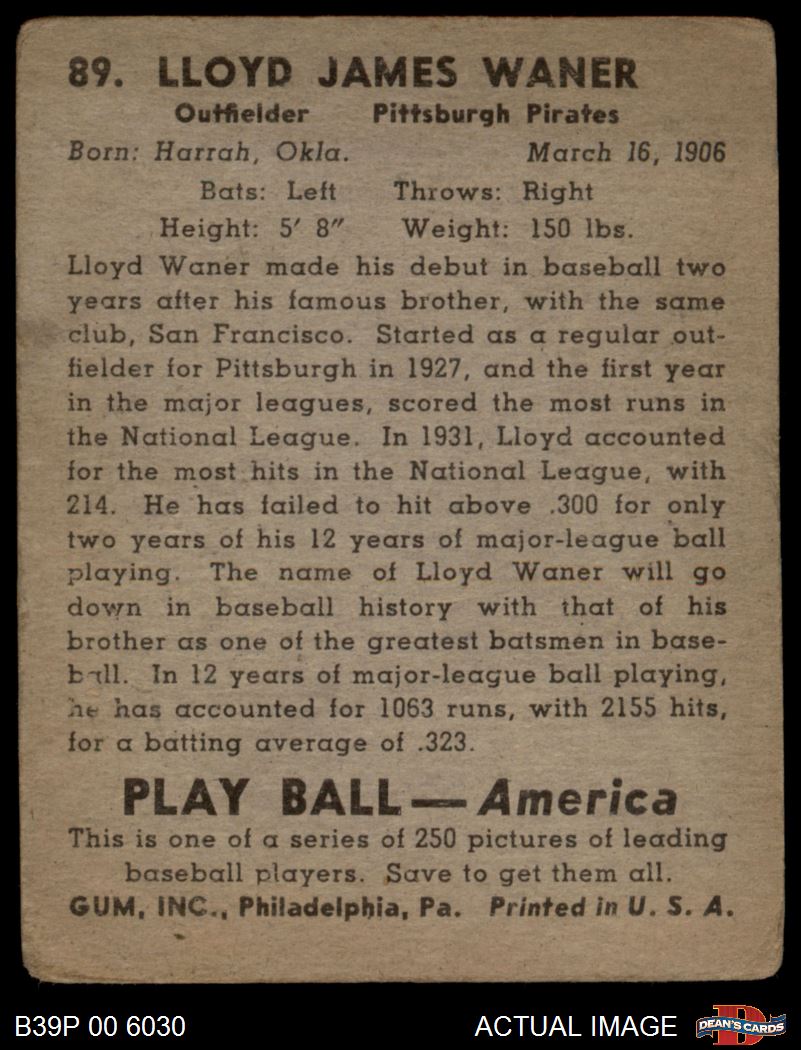 89. LLOYD JAMES WANER
Outfielder Pittsburgh Pirates
Born: Harrah, Okla. March 16, 1906
Bats: Left Throws: Right
Height: 5' 8" Weight: 150 lbs.
Lloyd Waner made his debut in baseball two
years after his famous brother, with the same
club, San Francisco. Started as a regular out-
fielder for Pittsburgh in 1927, and the first year
in the major leagues, scored the most runs in
the National League. In 1931, Lloyd accounted
for the most hits in the National League, with
214. He has failed to hit above .300 for only
two years of his 12 years of major-league ball
playing. The name of Lloyd Waner will go
down in baseball history with that of his
brother as one of the greatest batsmen in base-
ball. In 12 years of major-league ball playing,
he has accounted for 1063 runs, with 2155 hits,
for a batting average of .323.
PLAY BALL—America
This is one of a series of 250 pictures of leading
baseball players. Save to get them all.
GUM, INC., Philadelphia, Pa. Printed in U. S. A.
B39P 00 6030 ACTUAL IMAGE D DEAN'S CARDS